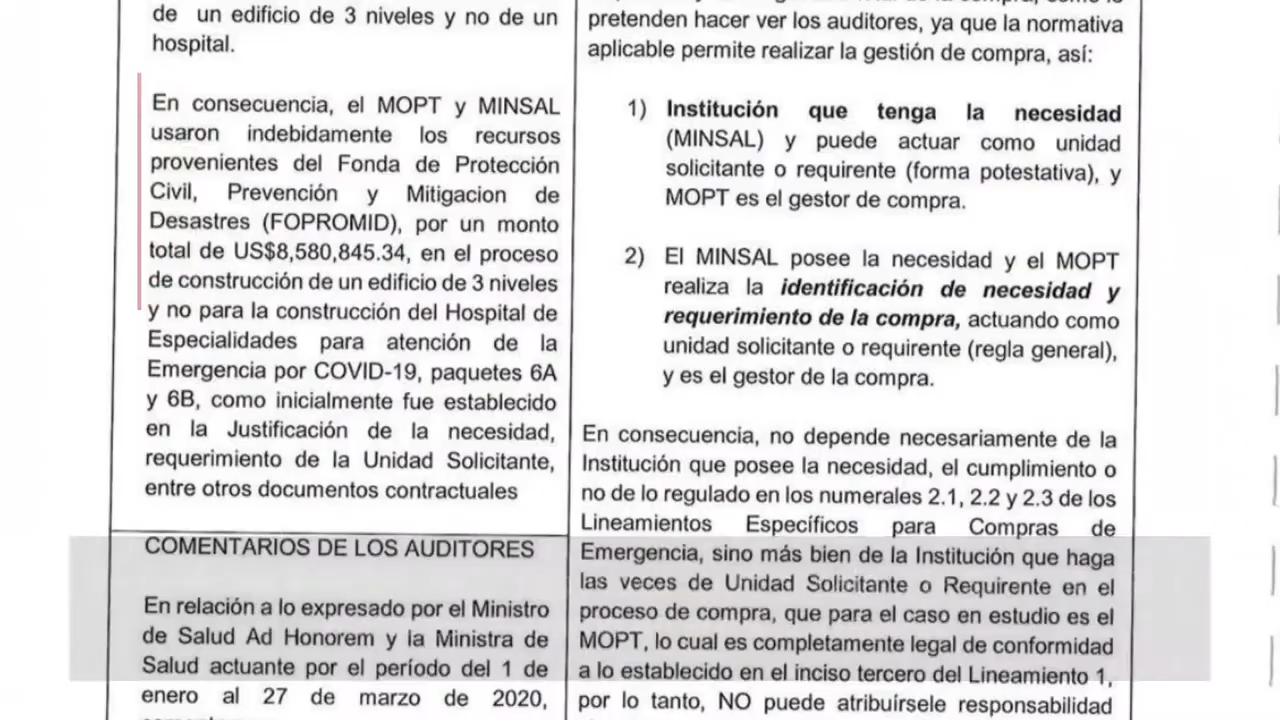 de un edificio de 3 niveles y no de un
hospital.
En consecuencia, el MOPT y MINSAL
usaron indebidamente los recursos
provenientes del Fonda de Protección
Civil, Prevención y Mitigacion de
Desastres (FOPROMID), por un monto
total de US$8,580,845.34, en el proceso
de construcción de un edificio de 3 niveles
y no para la construcción del Hospital de
Especialidades para atención de la
Emergencia por COVID-19, paquetes 6A
y 6B, como inicialmente fue establecido
en la Justificación de la necesidad,
requerimiento de la Unidad Solicitante,
entre otros documentos contractuales
COMENTARIOS DE LOS AUDITORES
En relación a lo expresado por el Ministro
de Salud Ad Honorem y la Ministra de
Salud actuante por el período del 1 de
enero al 27 de marzo de 2020,
pretenden hacer ver los auditores, ya que la normativa
aplicable permite realizar la gestión de compra, así:
1) Institución que tenga la necesidad
(MINSAL) y puede actuar como unidad
solicitante o requirente (forma potestativa), y
MOPT es el gestor de compra.
2) El MINSAL posee la necesidad y el MOPT
realiza la identificación de necesidad y
requerimiento de la compra, actuando como
unidad solicitante o requirente (regla general),
y es el gestor de la compra.
En consecuencia, no depende necesariamente de la
Institución que posee la necesidad, el cumplimiento o
no de lo regulado en los numerales 2.1, 2.2 y 2.3 de los
Lineamientos Específicos para Compras de
Emergencia, sino más bien de la Institución que haga
las veces de Unidad Solicitante o Requirente en el
proceso de compra, que para el caso en estudio es el
MOPT, lo cual es completamente legal de conformidad
a lo establecido en el inciso tercero del Lineamiento 1,
por lo tanto, NO puede atribuírsele responsabilidad